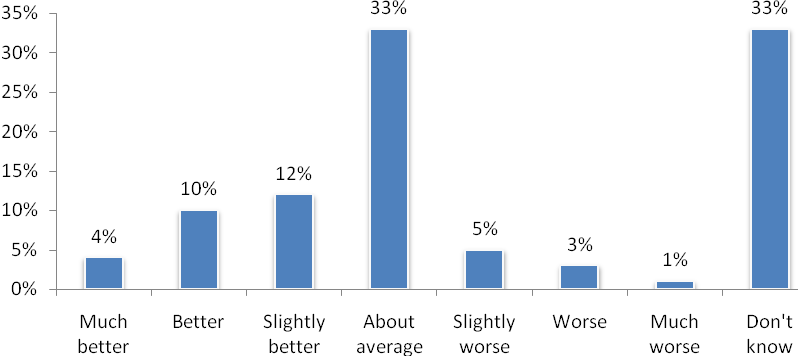 35%
30%
25%
20%
15%
10%
5%
0%
4%
10%
12%
33%
5%
3%
1%
33%
Much
better
Better
Slightly
better
About
average
Slightly
worse
Worse
Much
worse
Don't
know